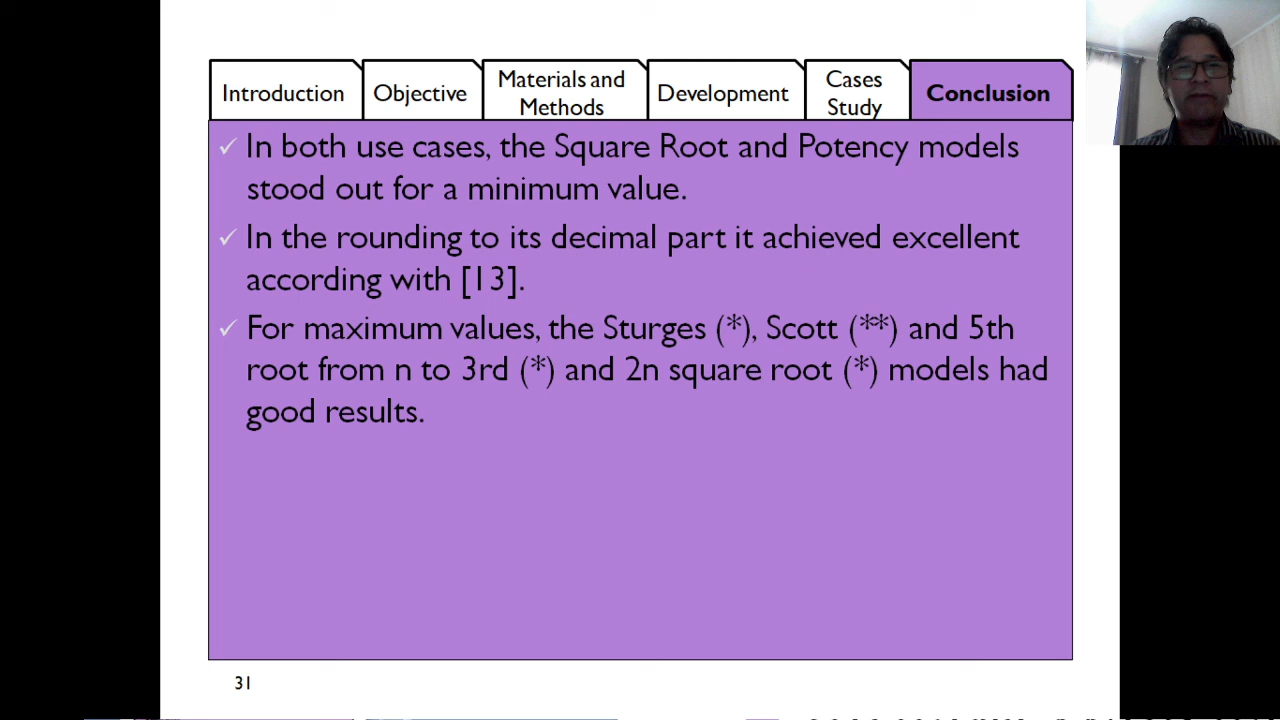 Introduction
Objective
Materials and
Methods
Development
Cases
Study
Conclusion
✓ In both use cases, the Square Root and Potency models
stood out for a minimum value.
✓ In the rounding to its decimal part it achieved excellent
according with [13].
✓ For maximum values, the Sturges (*), Scott (**) and 5th
root from n to 3rd (*) and 2n square root (*) models had
good results.
31